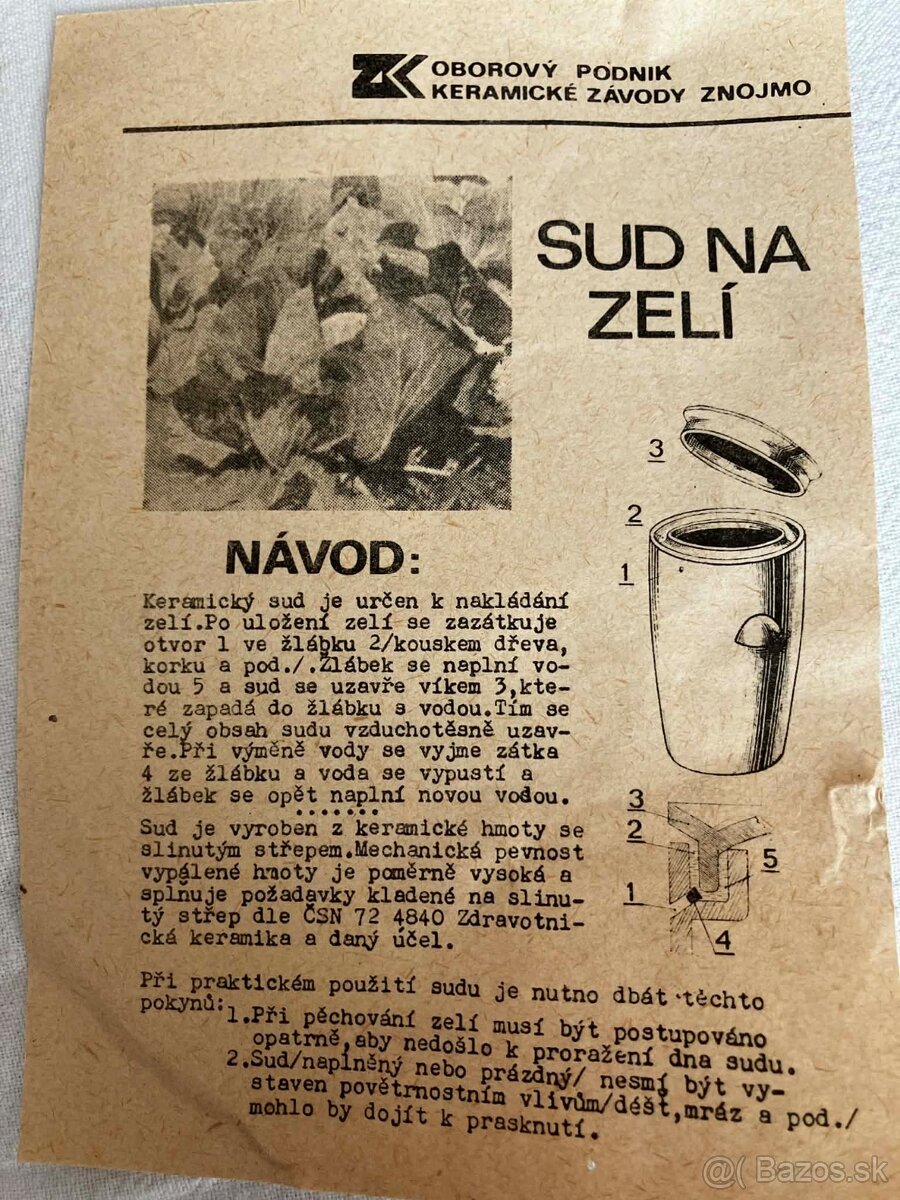 ZK OBOROVÝ PODNIK
KERAMICKÉ ZÁVODY ZNOJMO
SUD NA
ZELÍ
3
2
1
NÁVOD:
Keramický sud je určen k nakládání
zelí.Po uložení zelí se zazátkuje
otvor 1 ve žlábku 2/kouskem dřeva,
korku a pod./.Žlábek se naplní vo-
dou 5 a sud se uzavře víkem 3,kte-
ré zapadá do žlábku s vodou.Tím se
celý obsah sudu vzduchotěsně uzav-
ře.Při výměně vody se vyjme zátka
4 ze žlábku a voda se vypustí a
žlábek se opět naplní novou vodou.
.......
Sud je vyroben z keramické hmoty se
slinutým střepem.Mechanická pevnost
vypálené hmoty je poměrně vysoká a
splňuje požadavky kladené na slinu-
tý střep dle ČSN 72 4840 Zdravotni-
cká keramika a daný účel.
3
2
1
5
4
Při praktickém použití sudu je nutno dbát těchto
pokynů:
1.Při pěchování zelí musí být postupováno
opatrně,aby nedošlo k proražení dna sudu.
2.Sud/naplněný nebo prázdný/ nesmí být vy-
staven povětrnostním vlivům/déšť,mráz a pod./
mohlo by dojít k prasknutí.
@( Bazos.sk